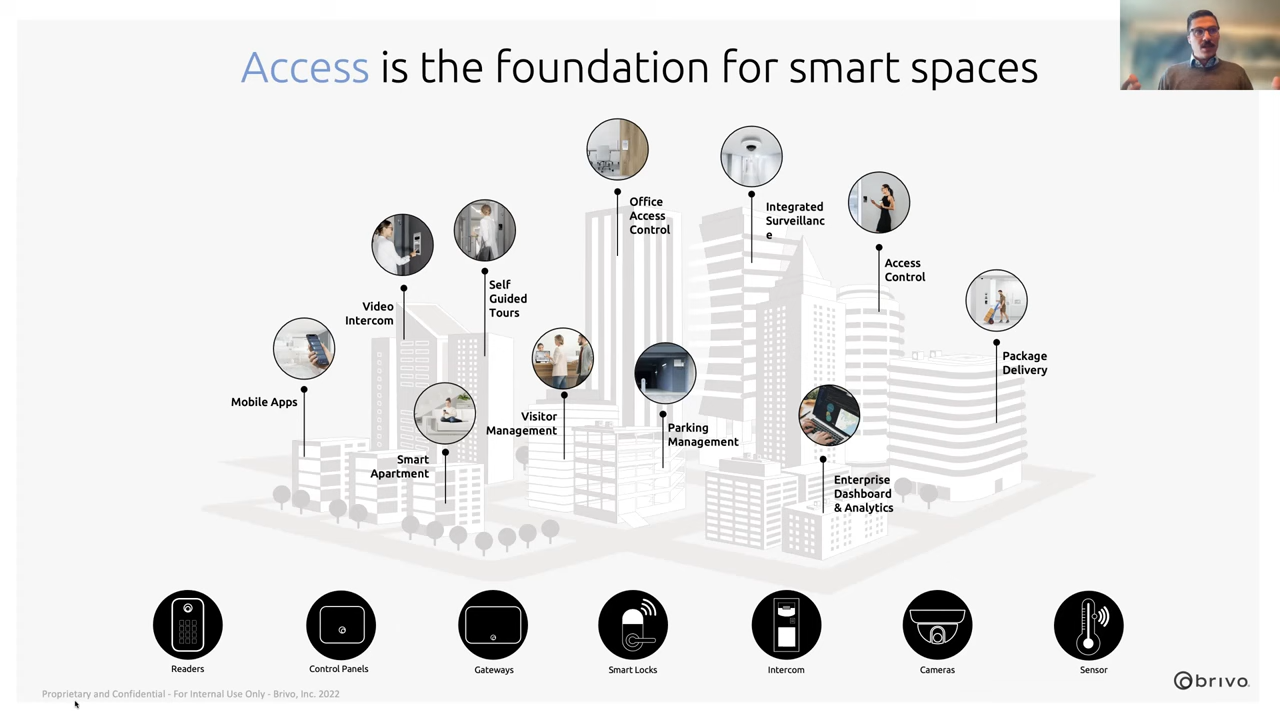 Access is the foundation for smart spaces
Office
Access
Control
Integrated
Surveillanc
e
Access
Control
Video
Intercom
Self
Guided
Tours
Package
Delivery
Mobile Apps
Visitor
Management
Parking
Management
Smart
Apartment
Enterprise
Dashboard
& Analytics
Readers
Control Panels
Gateways
Smart Locks
Intercom
Cameras
Sensor
Proprietary and Confidential - For Internal Use Only - Brivo, Inc. 2022
brivo.